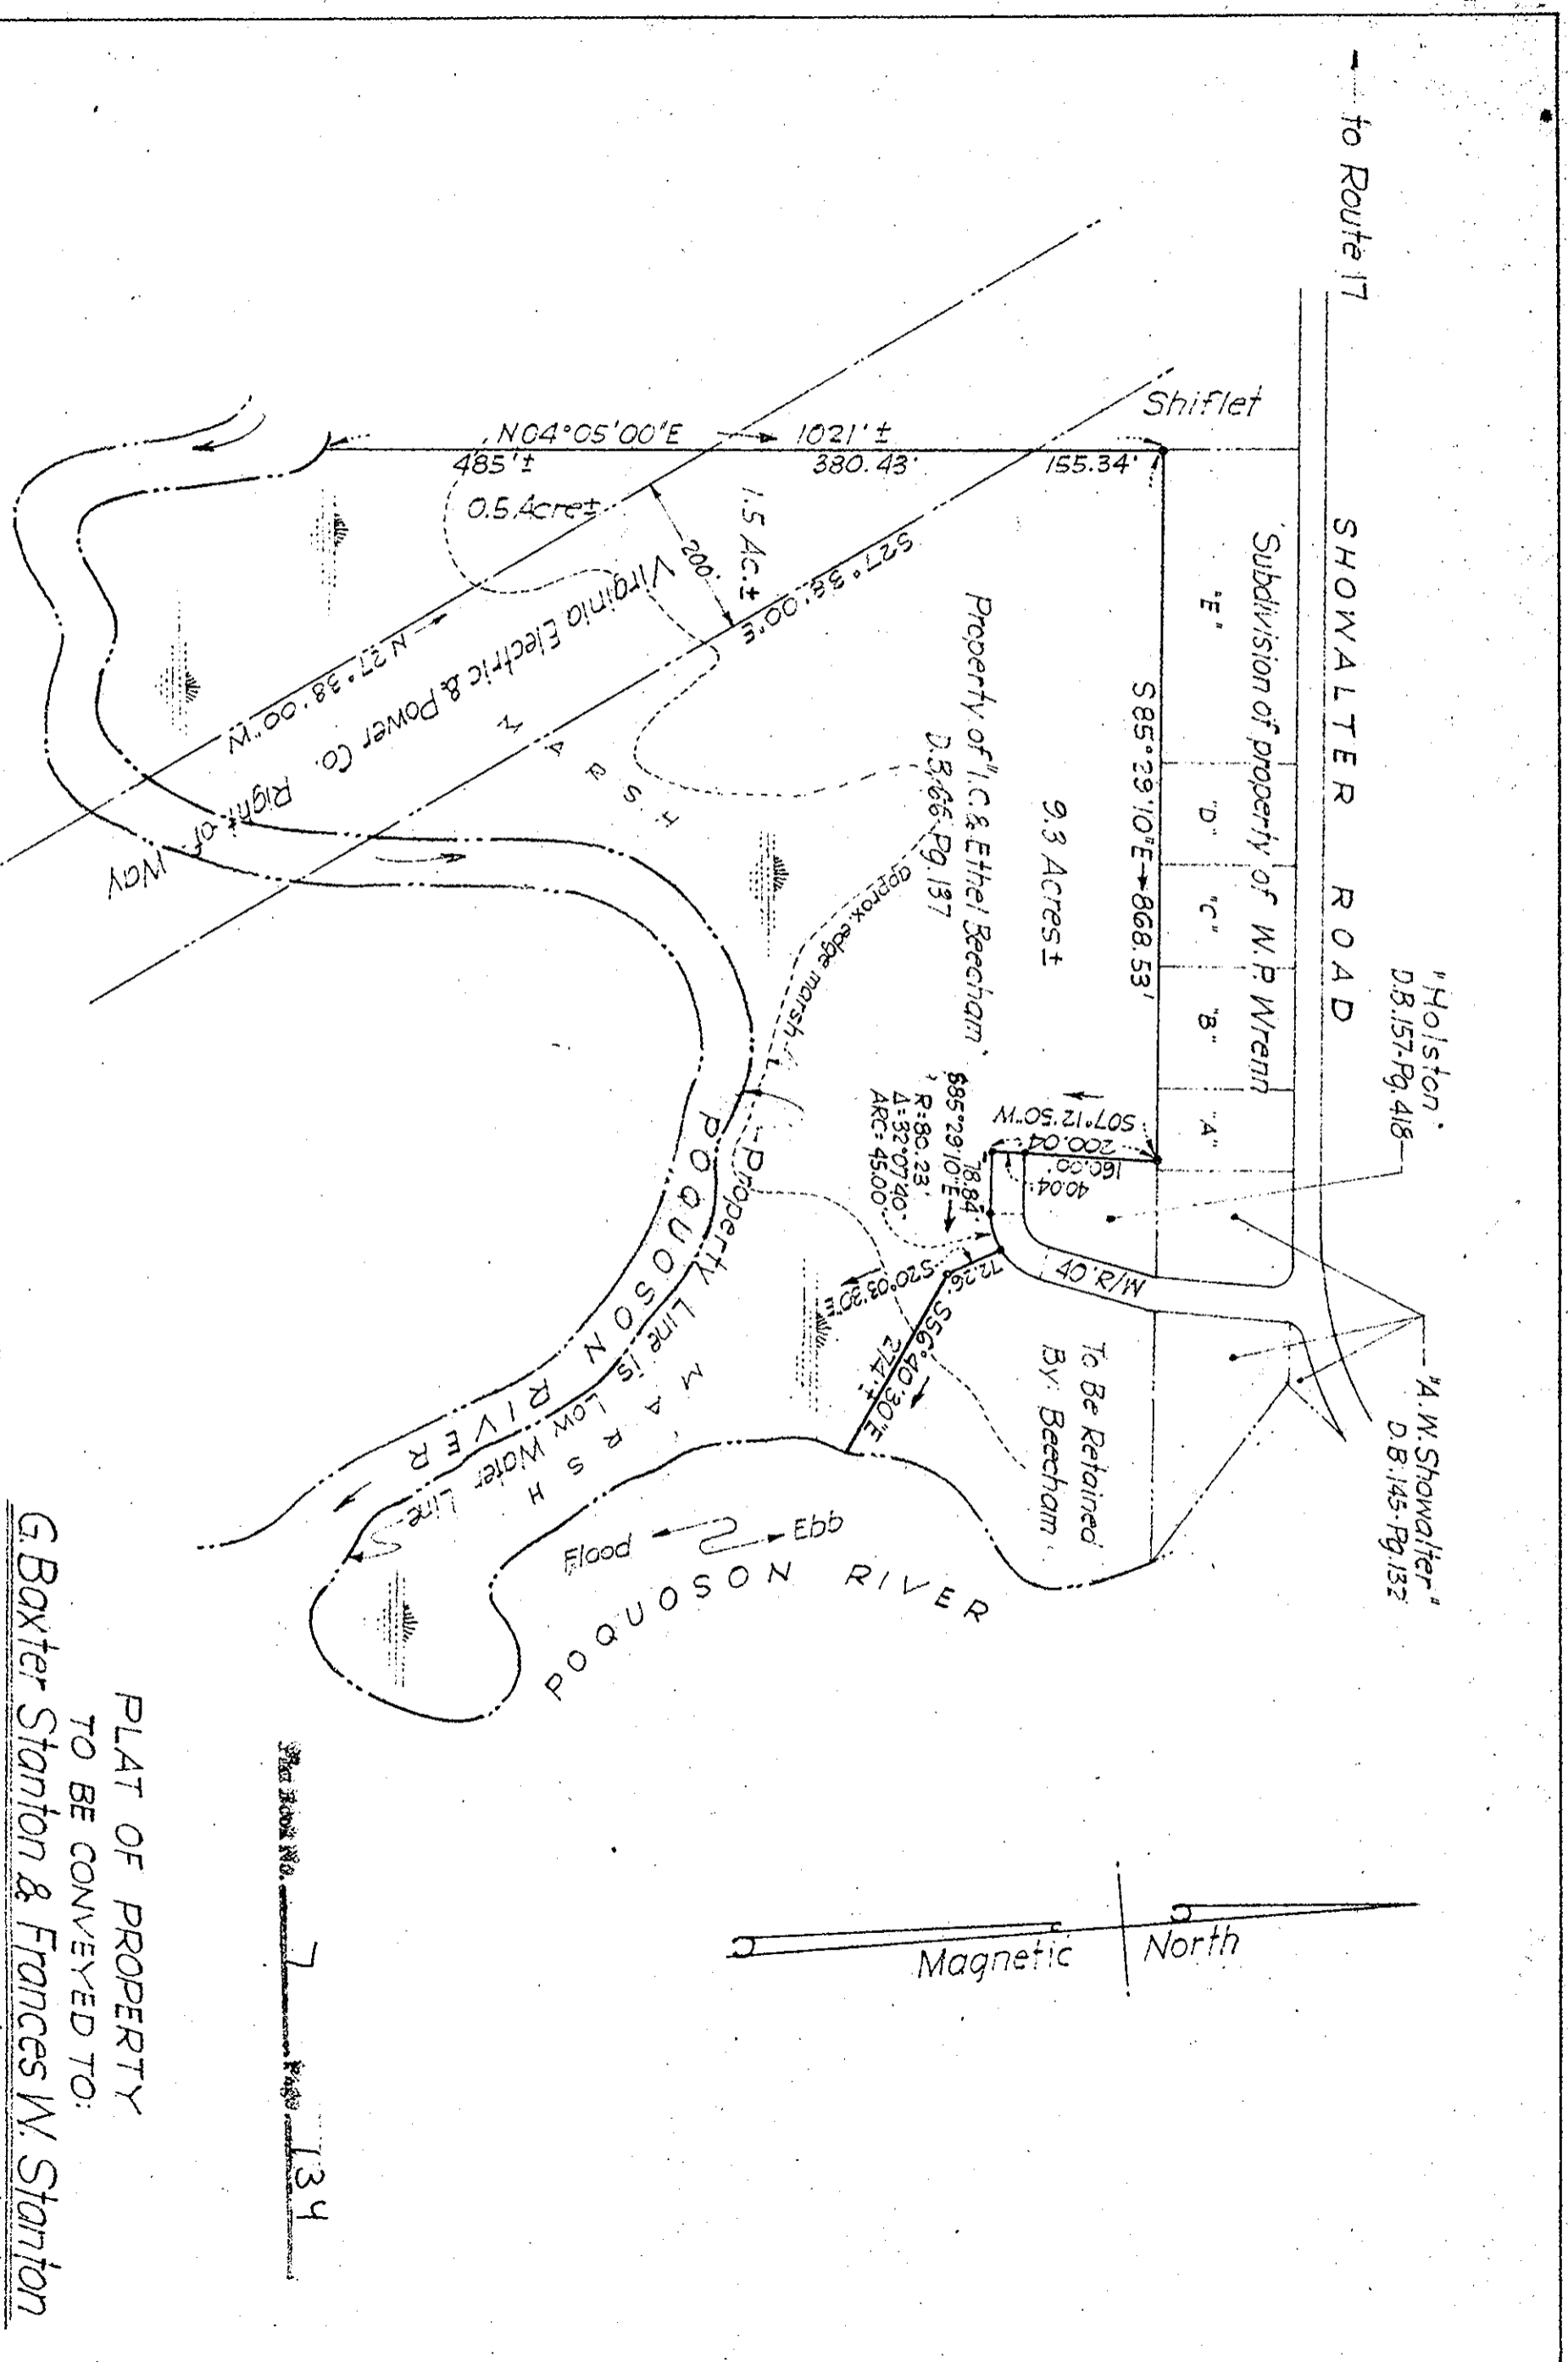 ← to Route 17
SHOWALTER ROAD
"Holston"
D.B.157-Pg.418
"A.W.Showalter"
D.B.145-Pg.132
Subdivision of property of W.P. Wrenn
"E"
"D"
"C"
"B"
"A"
Shiflet
N04°05'00"E → 1021'±
485'±
380.43'
155.34'
S85°29'10"E→868.53'
S07°12'50"W
200.04
160.00'
40.04'
40' R/W
9.3 Acres±
Property of "I.C. & Ethel Beecham"
D.B.66-Pg.137
S85°29'10"E→
78.84'
R=80.23'
Δ=32°07'40"
ARC=45.00'
72.26'
S20°03'30"E
S56°40'30"E
274'±
To Be Retained
By: Beecham
1.5 Ac.±
0.5 Acre±
200'
S27°38'00"E
N27°38'00"W
Virginia Electric & Power Co. Right of Way
MARSH
approx. edge marsh
Property Line is Low Water Line
MARSH
POQUOSON RIVER
Ebb
Flood
POQUOSON RIVER
Magnetic North
Plat Book No. 7 Page 134
PLAT OF PROPERTY
TO BE CONVEYED TO:
G.Baxter Stanton & Frances W. Stanton